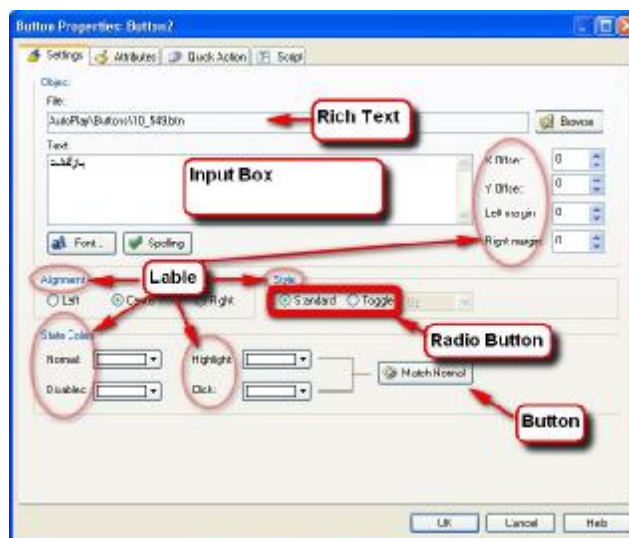 Button Properties: Button2
Settings Attributes Quick Action Script
Object
File:
AutoPlay\Buttons\10_549.btn
Rich Text
Browse
Text:
بازگشت
Input Box
X Offset: 0
Y Offset: 0
Left margin: 0
Right margin: 0
Font... Spelling
Alignment
Lable
Style
Left Center Right
Standard Toggle
Radio Button
State Colors
Normal: Highlight:
Match Normal
Disabled: Click:
Button
OK Cancel Help